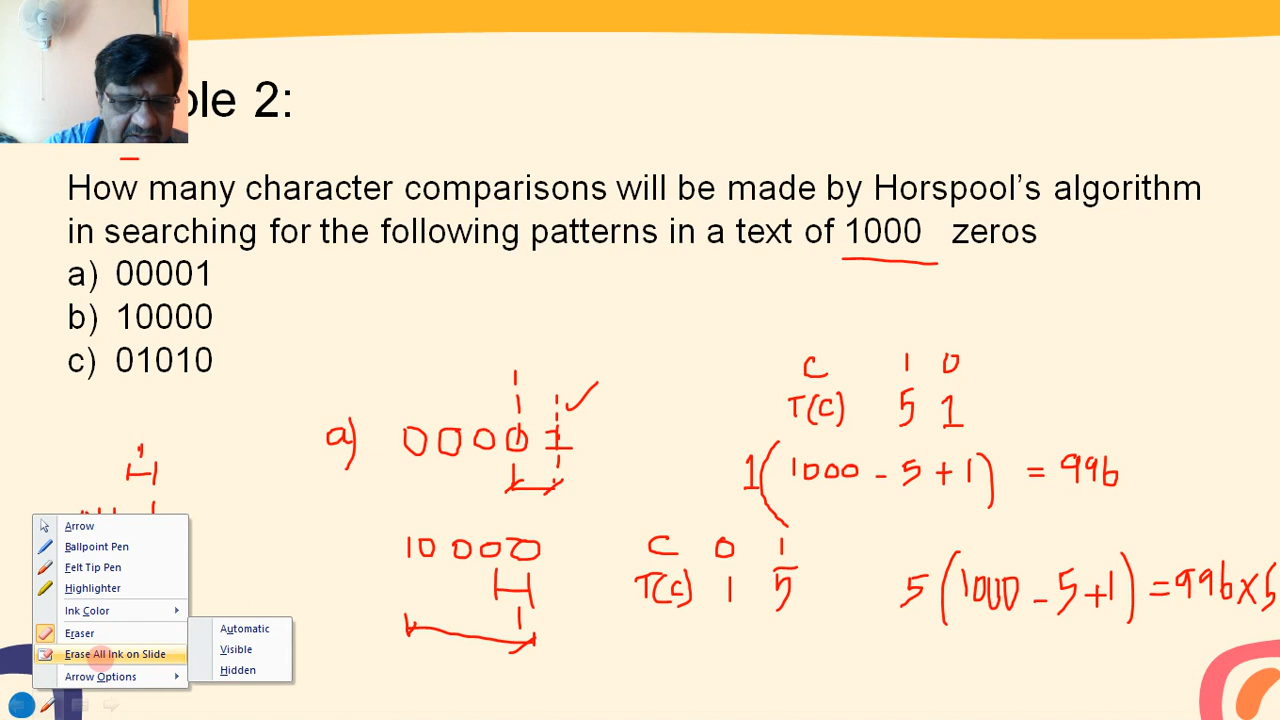 ple 2:
How many character comparisons will be made by Horspool's algorithm
in searching for the following patterns in a text of 1000 zeros
a) 00001
b) 10000
c) 01010
C 1 0
T(C) 5 1
a) 00001
1(1000 - 5 + 1) = 996
10000
C 0 1
T(C) 1 5
5(1000 - 5 + 1) = 996 x 5
Arrow
Ballpoint Pen
Felt Tip Pen
Highlighter
Ink Color
Eraser
Erase All Ink on Slide
Arrow Options
Automatic
Visible
Hidden